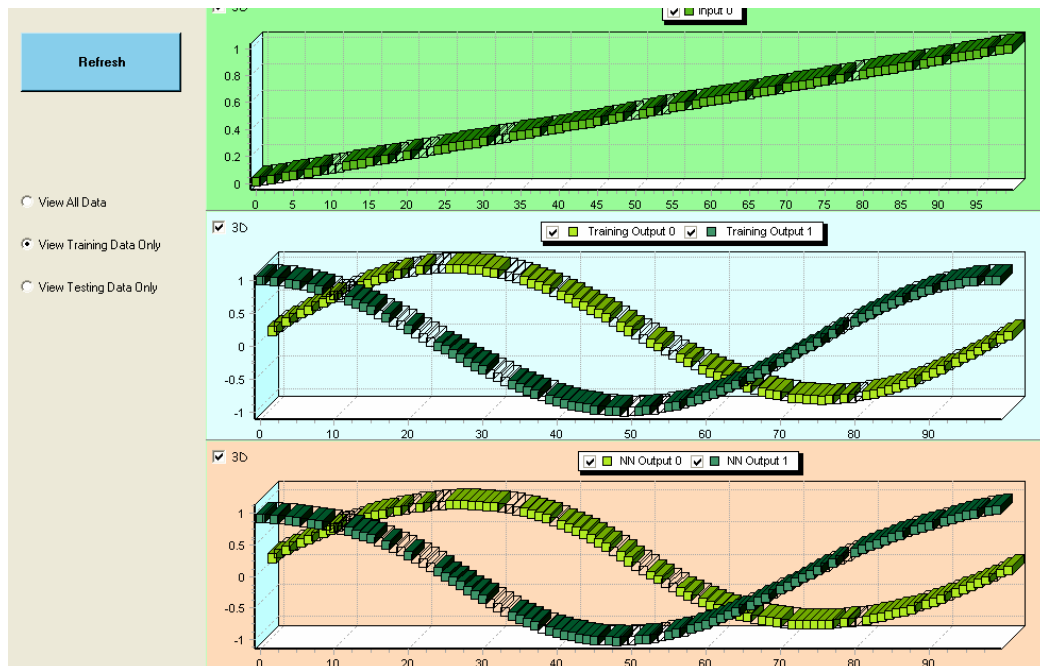 3D
Input 0
Refresh
1
0.8
0.6
0.4
0.2
0
0 5 10 15 20 25 30 35 40 45 50 55 60 65 70 75 80 85 90 95
View All Data
View Training Data Only
View Testing Data Only
3D
Training Output 0 Training Output 1
1
0.5
0
-0.5
-1
0 10 20 30 40 50 60 70 80 90
3D
NN Output 0 NN Output 1
1
0.5
0
-0.5
-1
0 10 20 30 40 50 60 70 80 90